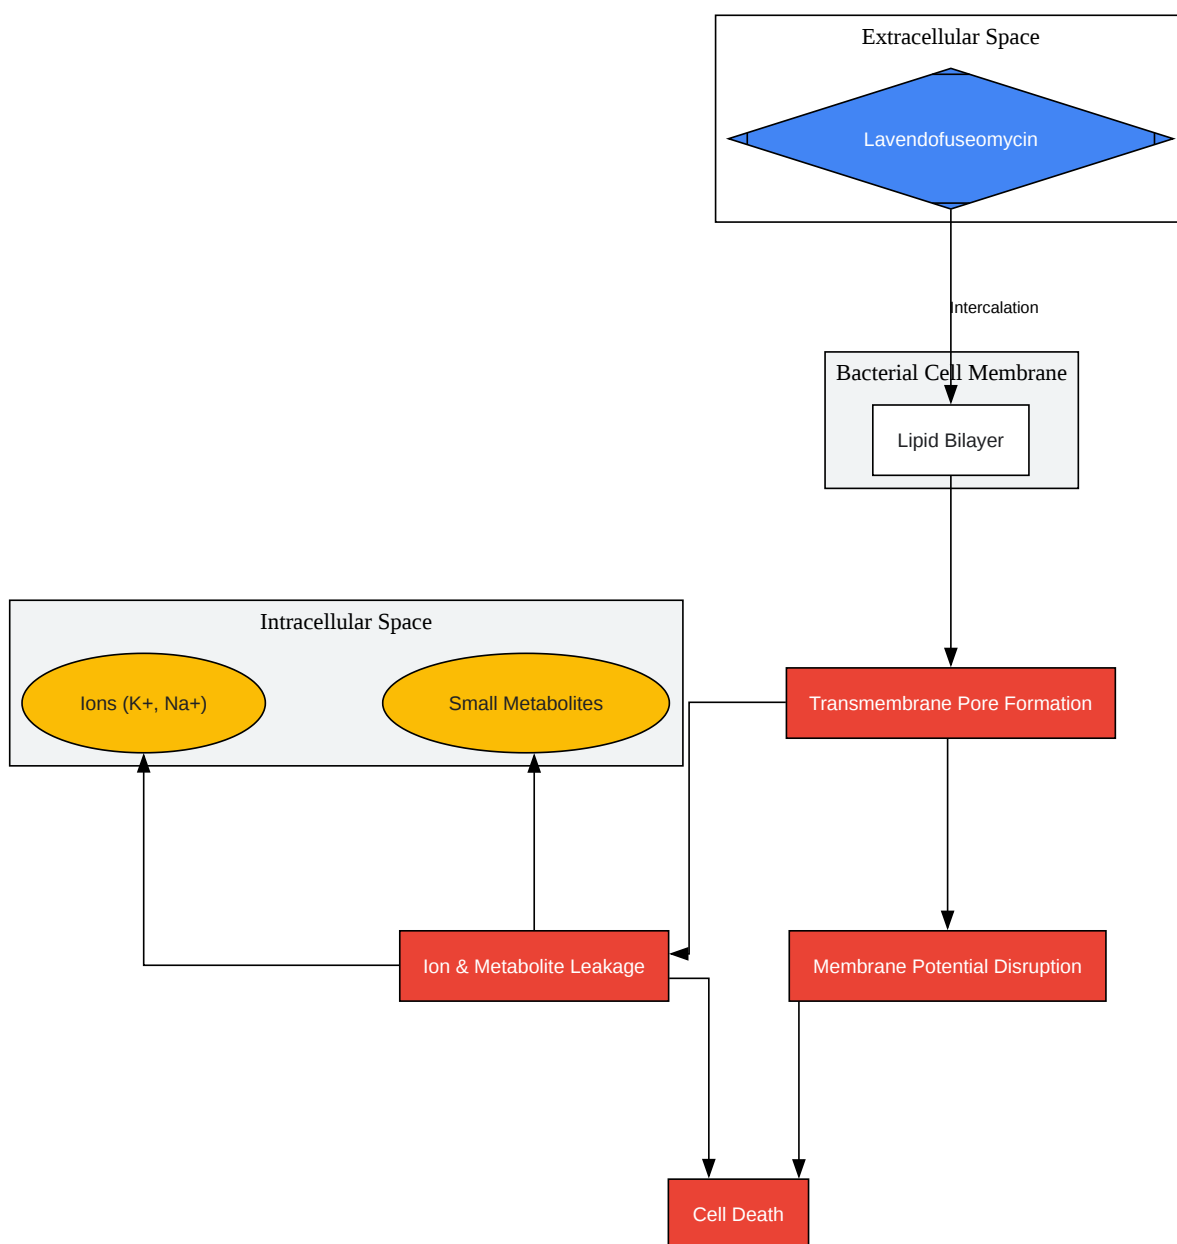 Extracellular Space
Lavendofuseomycin
Intercalation
Bacterial Cell Membrane
Lipid Bilayer
Intracellular Space
Ions (K+, Na+)
Small Metabolites
Transmembrane Pore Formation
Ion & Metabolite Leakage
Membrane Potential Disruption
Cell Death